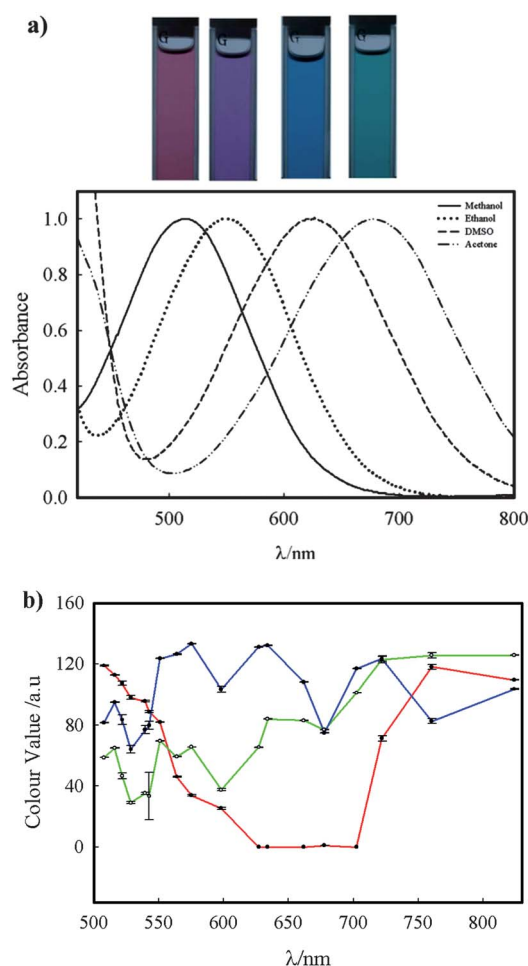 a)
G G G G
Methanol
Ethanol
DMSO
Acetone
Absorbance
1.0
0.8
0.6
0.4
0.2
0.0
500 600 700 800
λ/nm
b)
Colour Value /a.u
160
120
80
40
0
500 550 600 650 700 750 800
λ/nm